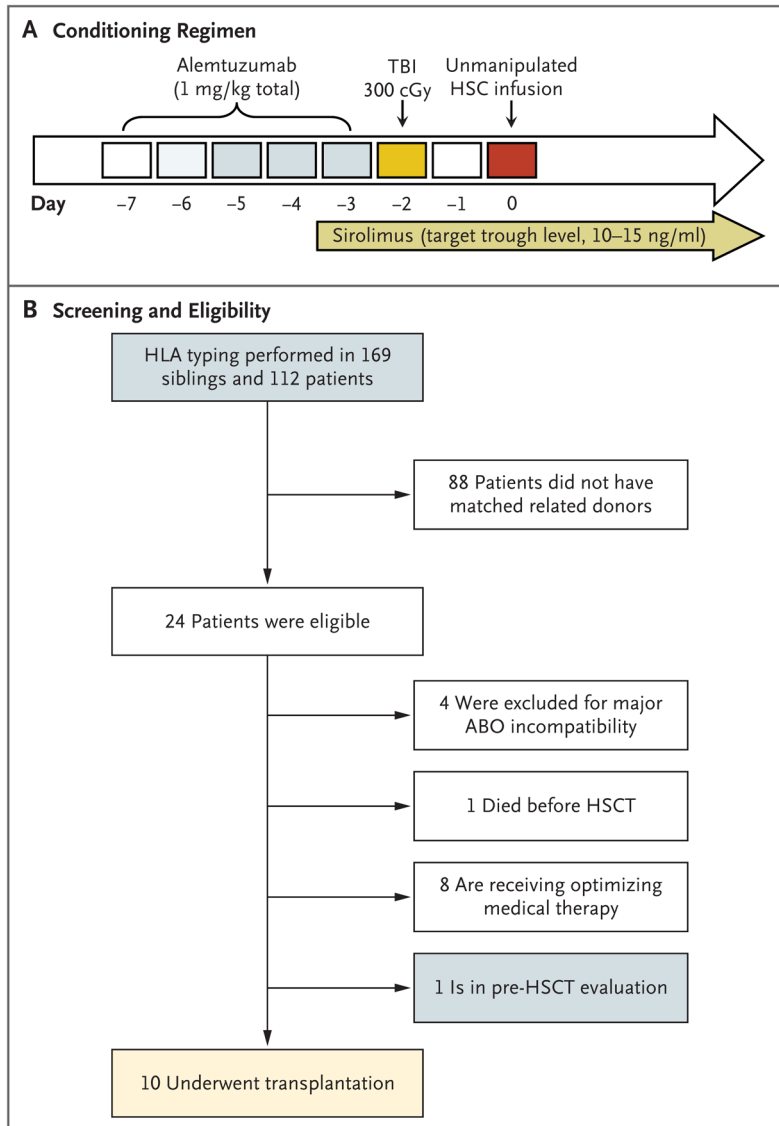 A Conditioning Regimen
Alemtuzumab
(1 mg/kg total)
TBI
300 cGy
Unmanipulated
HSC infusion
Day –7 –6 –5 –4 –3 –2 –1 0
Sirolimus (target trough level, 10–15 ng/ml)
B Screening and Eligibility
HLA typing performed in 169
siblings and 112 patients
88 Patients did not have
matched related donors
24 Patients were eligible
4 Were excluded for major
ABO incompatibility
1 Died before HSCT
8 Are receiving optimizing
medical therapy
1 Is in pre-HSCT evaluation
10 Underwent transplantation